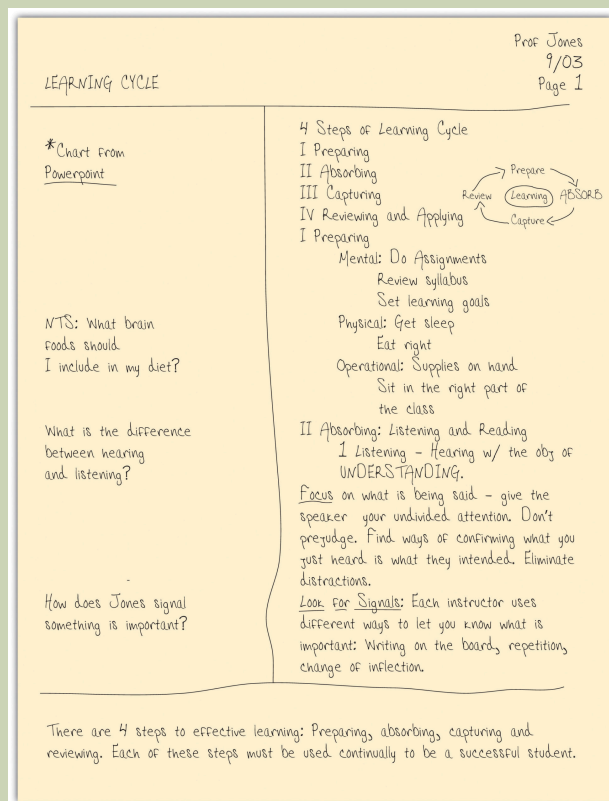 Prof Jones
9/03
LEARNING CYCLE
Page 1
*Chart from
Powerpoint
NTS: What brain
foods should
I include in my diet?
What is the difference
between hearing
and listening?
How does Jones signal
something is important?
4 Steps of Learning Cycle
I Preparing
II Absorbing
III Capturing
IV Reviewing and Applying
Prepare
Review
Learning
ABSORB
Capture
I Preparing
Mental: Do Assignments
Review syllabus
Set learning goals
Physical: Get sleep
Eat right
Operational: Supplies on hand
Sit in the right part of
the class
II Absorbing: Listening and Reading
1 Listening - Hearing w/ the obj of
UNDERSTANDING.
Focus on what is being said - give the
speaker your undivided attention. Don't
prejudge. Find ways of confirming what you
just heard is what they intended. Eliminate
distractions.
Look for Signals: Each instructor uses
different ways to let you know what is
important: Writing on the board, repetition,
change of inflection.
There are 4 steps to effective learning: Preparing, absorbing, capturing and
reviewing. Each of these steps must be used continually to be a successful student.